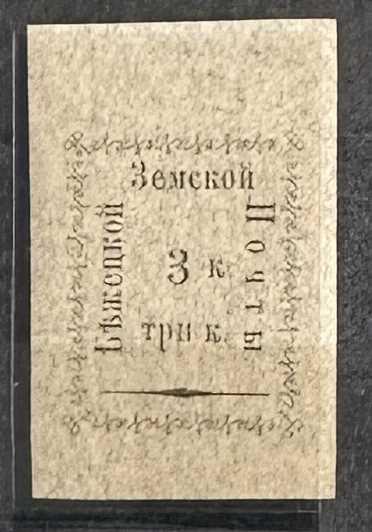 Бѣжецкой
Земской
Почты
3 к.
три к.